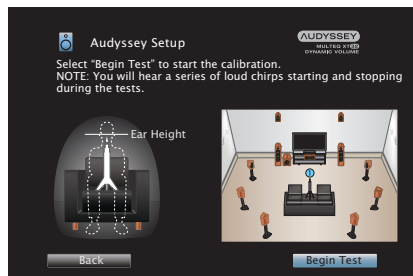 Audyssey Setup
AUDYSSEY
MULTEQ XT32
DYNAMIC VOLUME
Select “Begin Test” to start the calibration.
NOTE: You will hear a series of loud chirps starting and stopping
during the tests.
Ear Height
Back
Begin Test